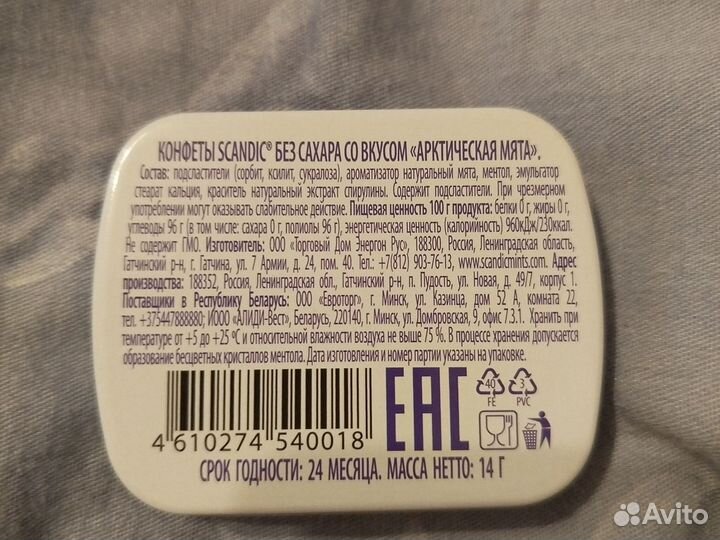 КОНФЕТЫ SCANDIC® БЕЗ САХАРА СО ВКУСОМ «АРКТИЧЕСКАЯ МЯТА».
Состав: подсластители (сорбит, ксилит, сукралоза), ароматизатор натуральный мята, ментол, эмульгатор
стеарат кальция, краситель натуральный экстракт спирулины. Содержит подсластители. При чрезмерном
употреблении могут оказывать слабительное действие. Пищевая ценность 100 г продукта: белки 0 г, жиры 0 г,
углеводы 96 г (в том числе: сахара 0 г, полиолы 96 г), энергетическая ценность (калорийность) 960кДж/230ккал.
Не содержит ГМО. Изготовитель: ООО «Торговый Дом Энергон Рус», 188300, Россия, Ленинградская область,
Гатчинский р-н, г. Гатчина, ул. 7 Армии, д. 24, пом. 40. Тел.: +7(812) 903-76-13, www.scandicmints.com. Адрес
производства: 188352, Россия, Ленинградская обл., Гатчинский р-н, п. Пудость, ул. Новая, д. 49/7, корпус 1.
Поставщики в Республику Беларусь: ООО «Евроторг», г. Минск, ул. Казинца, дом 52 А, комната 22,
тел. +375447888880; ИООО «АЛИДИ-Вест», Беларусь, 220140, г. Минск, ул. Домбровская, 9, офис 7.3.1. Хранить при
температуре от +5 до +25 °С и относительной влажности воздуха не выше 75 %. В процессе хранения допускается
образование бесцветных кристаллов ментола. Дата изготовления и номер партии указаны на упаковке.
4 610274 540018
EAC
40
FE
3
PVC
СРОК ГОДНОСТИ: 24 МЕСЯЦА. МАССА НЕТТО: 14 Г
Avito